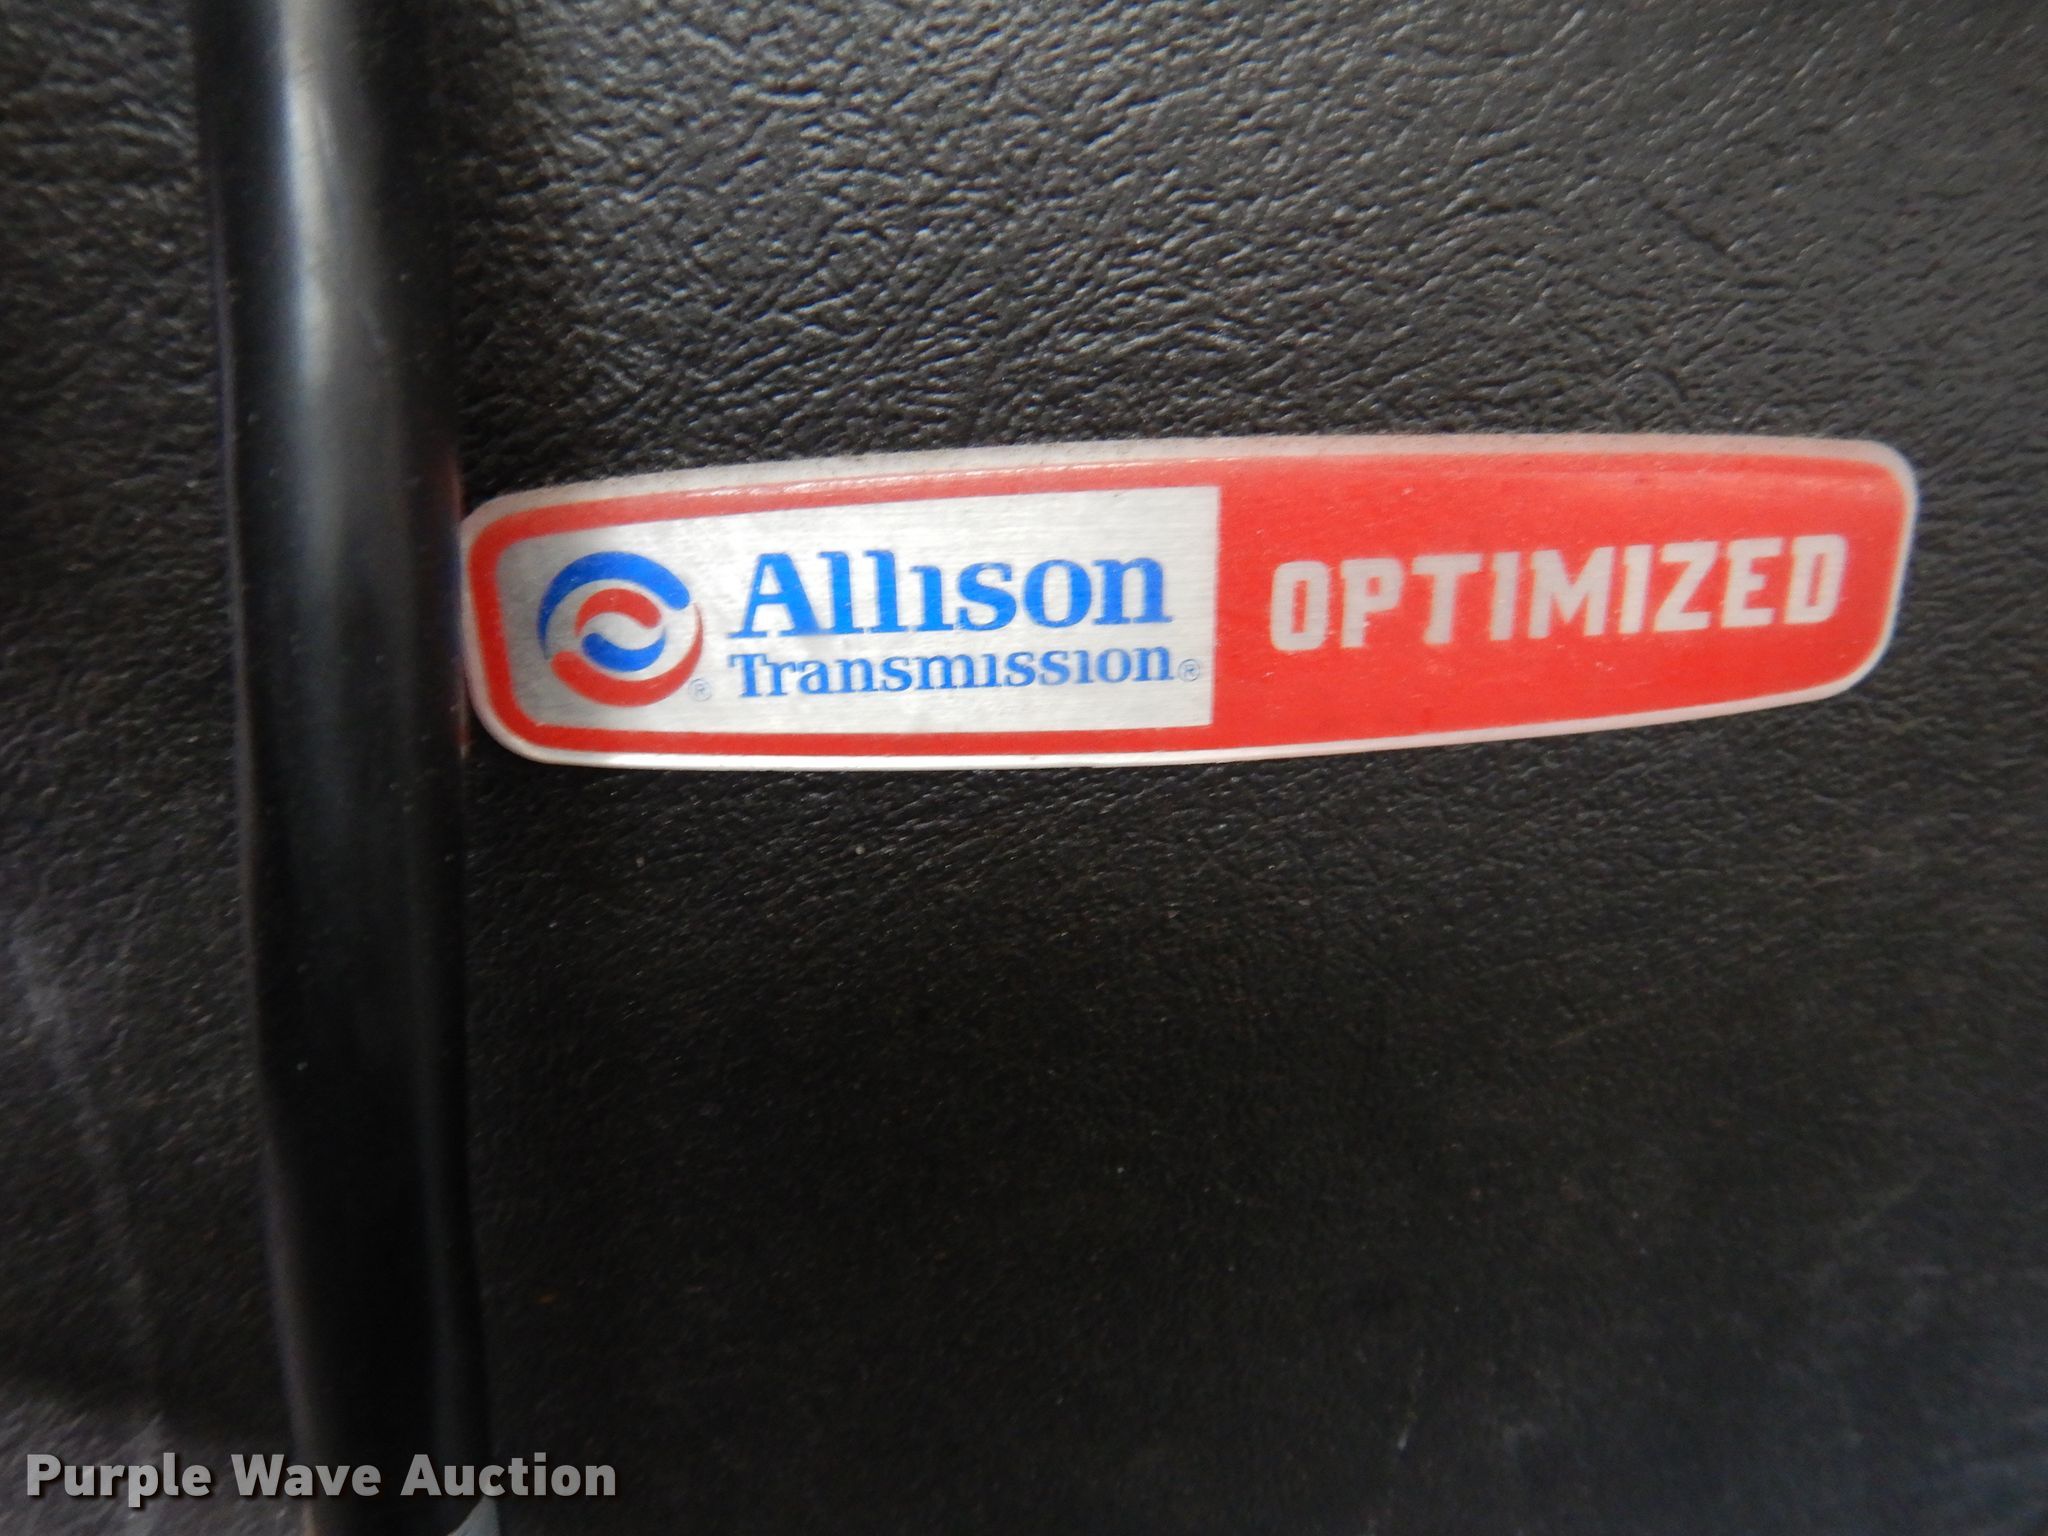 Allison
Transmission®
®
OPTIMIZED
Purple Wave Auction